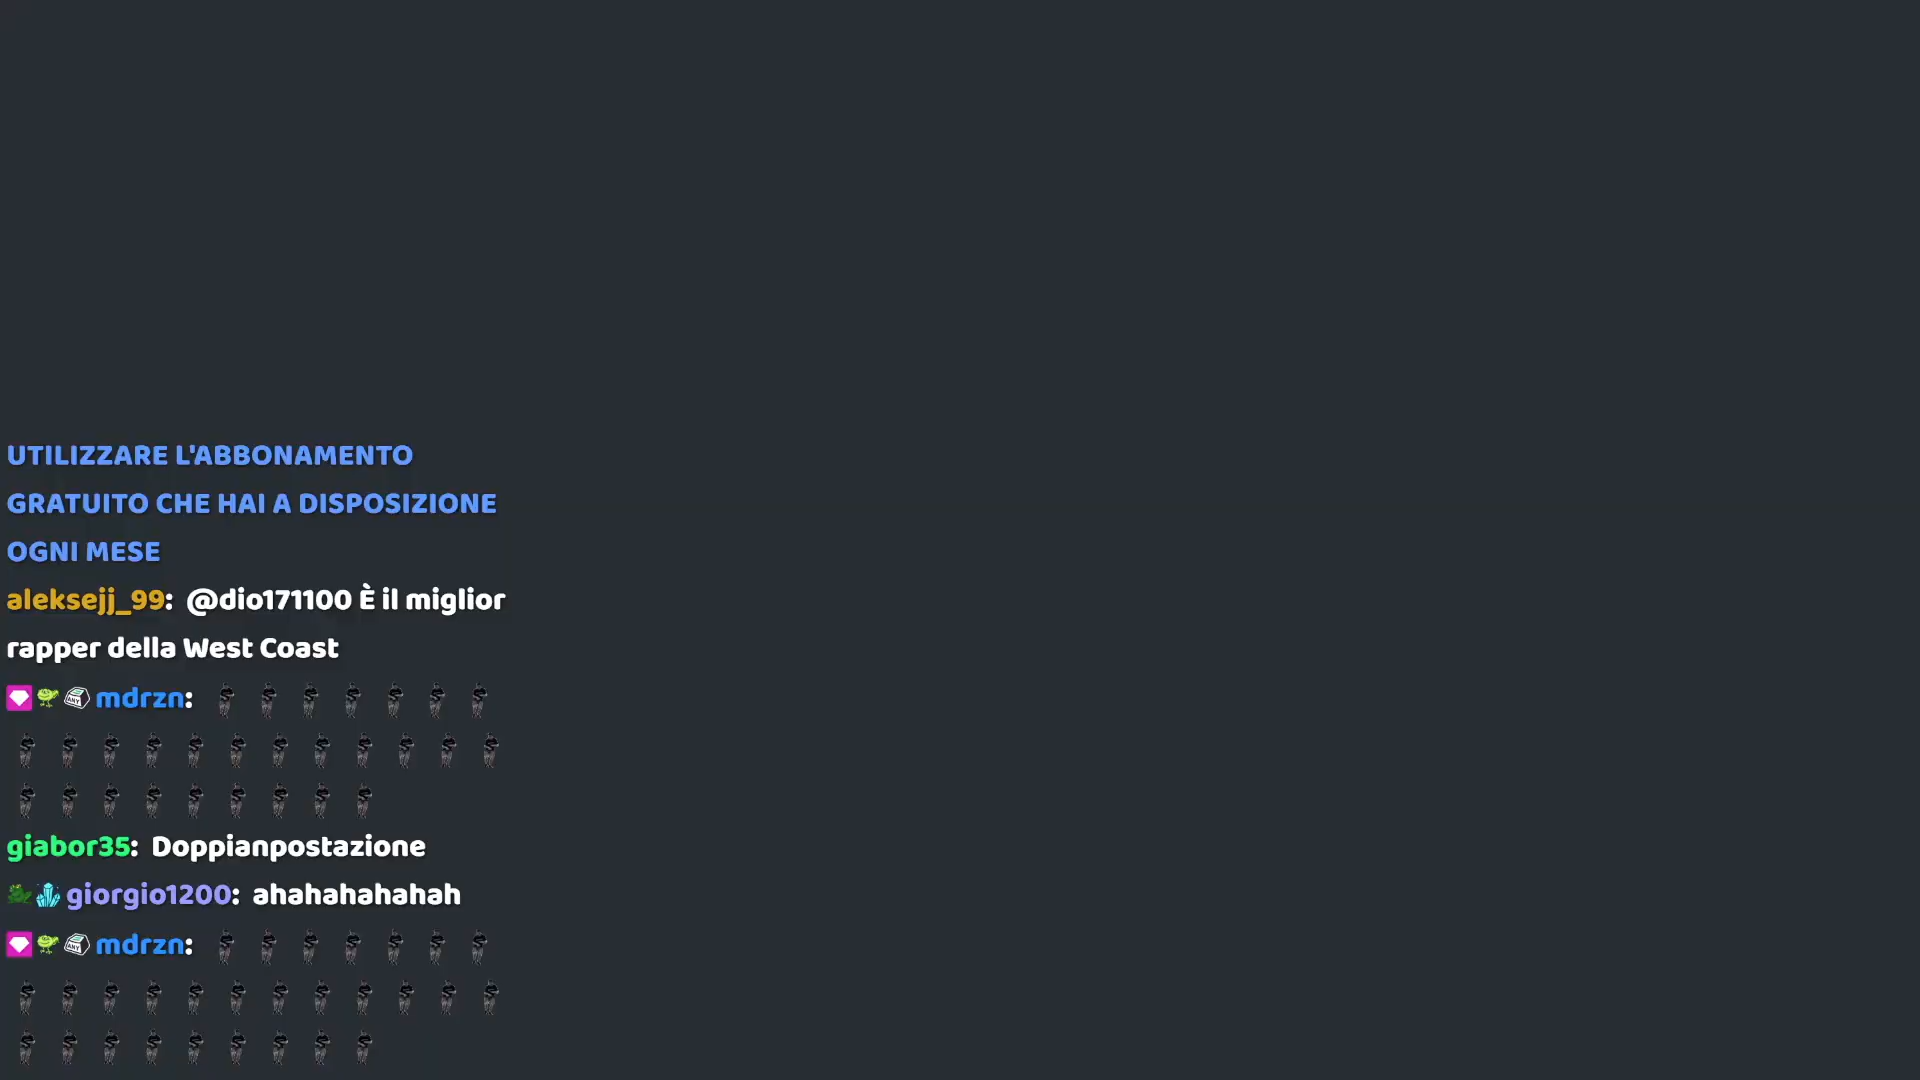 UTILIZZARE L'ABBONAMENTO
GRATUITO CHE HAI A DISPOSIZIONE
OGNI MESE
aleksejj_99: @dio171100 È il miglior
rapper della West Coast
mdrzn:
giabor35: Doppianpostazione
giorgio1200: ahahahahahah
mdrzn: